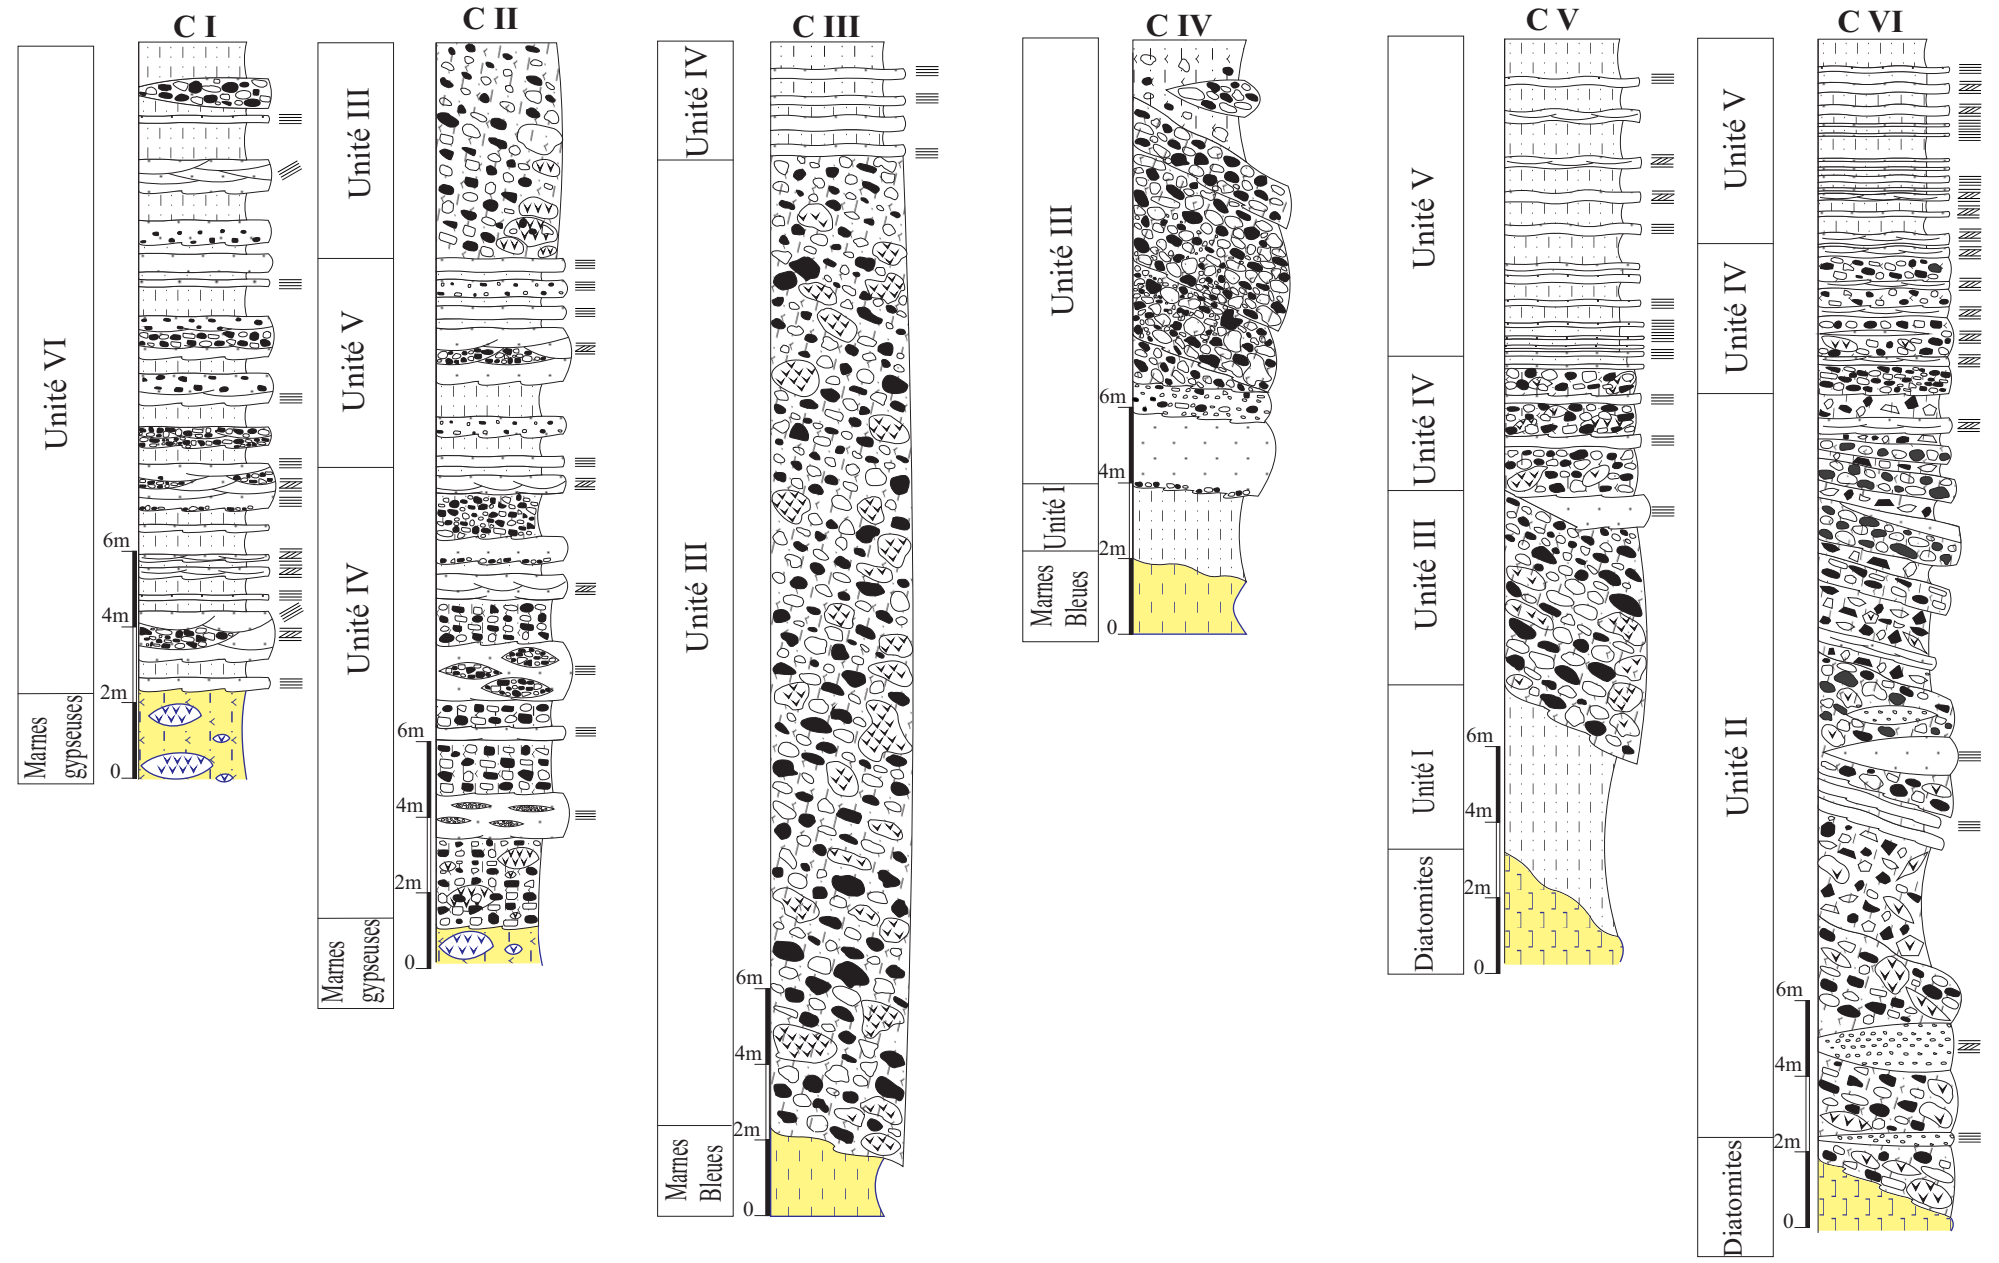 C I
Unité VI
Marnes
gypseuses
6m
4m
2m
0
C II
Unité III
Unité V
Unité IV
Marnes
gypseuses
6m
4m
2m
0
C III
Unité IV
Unité III
Marnes
Bleues
6m
4m
2m
0
C IV
Unité III
Unité I
Marnes
Bleues
6m
4m
2m
0
C V
Unité V
Unité IV
Unité III
Unité I
Diatomites
6m
4m
2m
0
C VI
Unité V
Unité IV
Unité II
Diatomites
6m
4m
2m
0